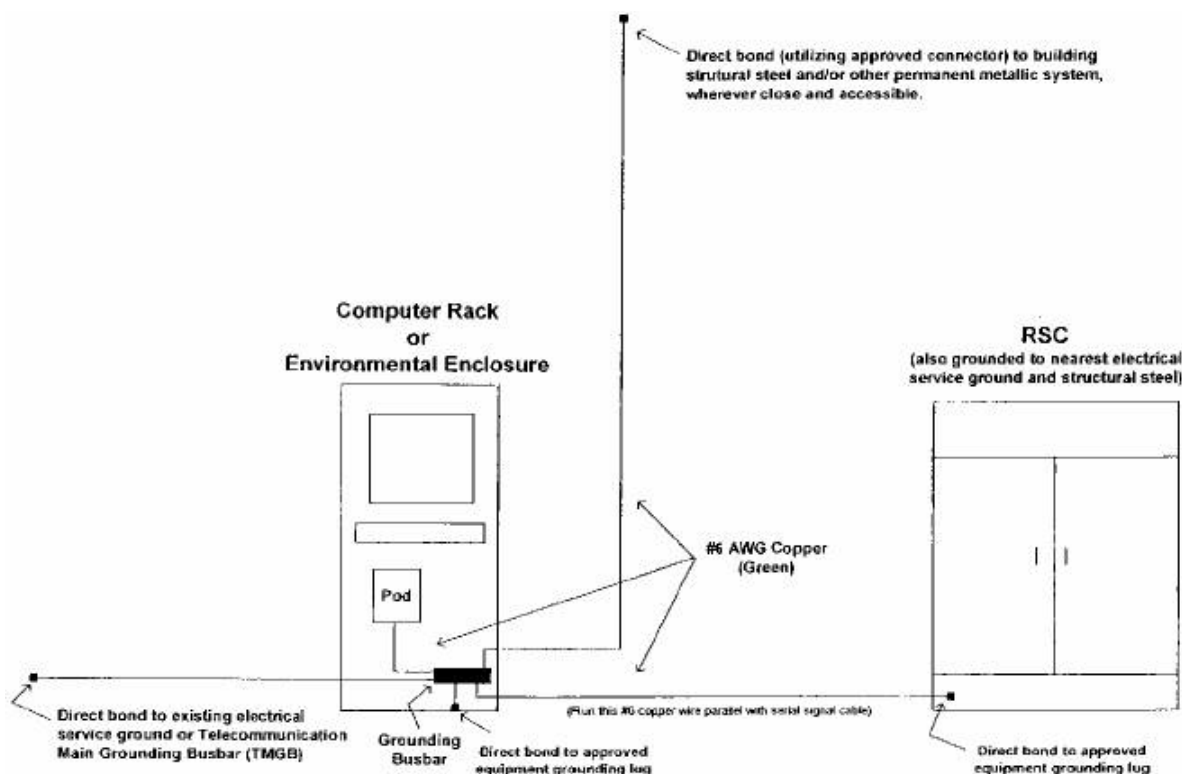 Direct bond (utilizing approved connector) to building
strutural steel and/or other permanent metallic system,
wherever close and accessible.
Computer Rack
or
Environmental Enclosure
RSC
(also grounded to nearest electrical
service ground and structural steel)
#6 AWG Copper
(Green)
Pod
(Run this #6 copper wire parallel with serial signal cable)
Direct bond to existing electrical
service ground or Telecommunication
Main Grounding Busbar (TMGB)
Grounding
Busbar
Direct bond to approved
equipment grounding lug
Direct bond to approved
equipment grounding lug